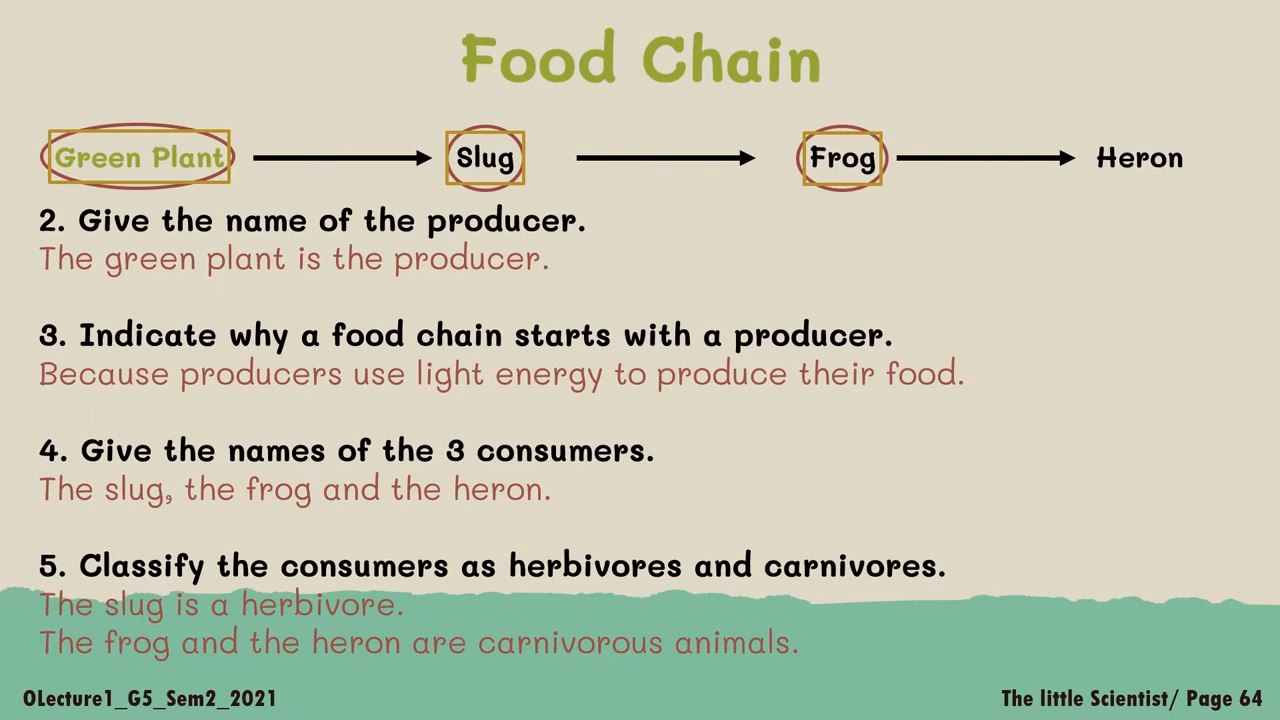 Food Chain
Green Plant Slug Frog Heron
2. Give the name of the producer.
The green plant is the producer.
3. Indicate why a food chain starts with a producer.
Because producers use light energy to produce their food.
4. Give the names of the 3 consumers.
The slug, the frog and the heron.
5. Classify the consumers as herbivores and carnivores.
The slug is a herbivore.
The frog and the heron are carnivorous animals.
OLecture1_G5_Sem2_2021 The little Scientist/ Page 64